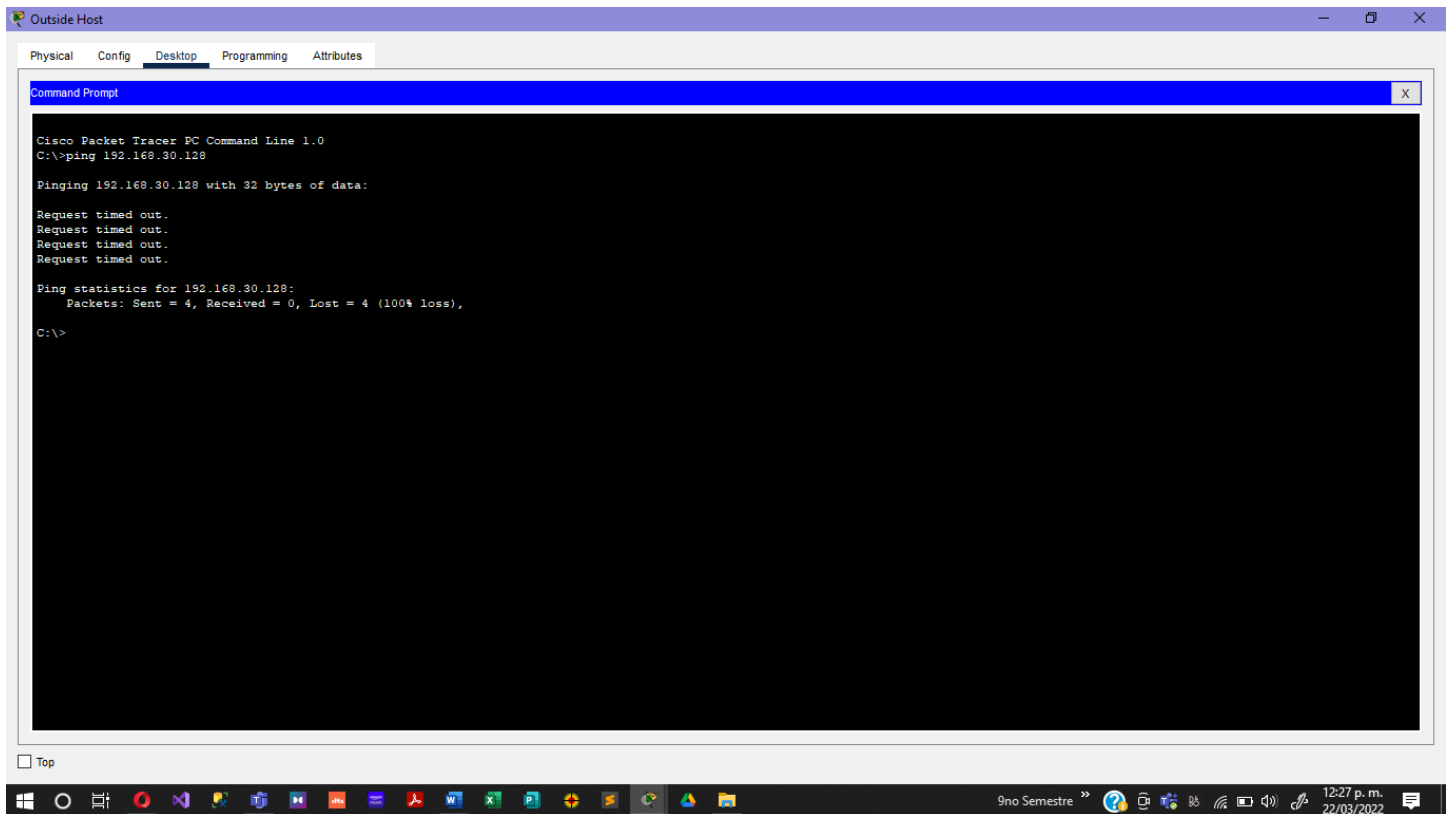 Outside Host
Physical Config Desktop Programming Attributes
Command Prompt
X
Cisco Packet Tracer PC Command Line 1.0
C:\>ping 192.168.30.128
Pinging 192.168.30.128 with 32 bytes of data:
Request timed out.
Request timed out.
Request timed out.
Request timed out.
Ping statistics for 192.168.30.128:
Packets: Sent = 4, Received = 0, Lost = 4 (100% loss),
C:\>
Top
9no Semestre »
12:27 p. m.
22/03/2022